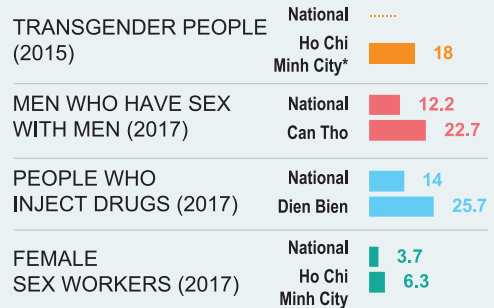 TRANSGENDER PEOPLE
(2015)
National
Ho Chi
Minh City*
18
MEN WHO HAVE SEX
WITH MEN (2017)
National
12.2
Can Tho
22.7
PEOPLE WHO
INJECT DRUGS (2017)
National
14
Dien Bien
25.7
FEMALE
SEX WORKERS (2017)
National
3.7
Ho Chi
Minh City
6.3